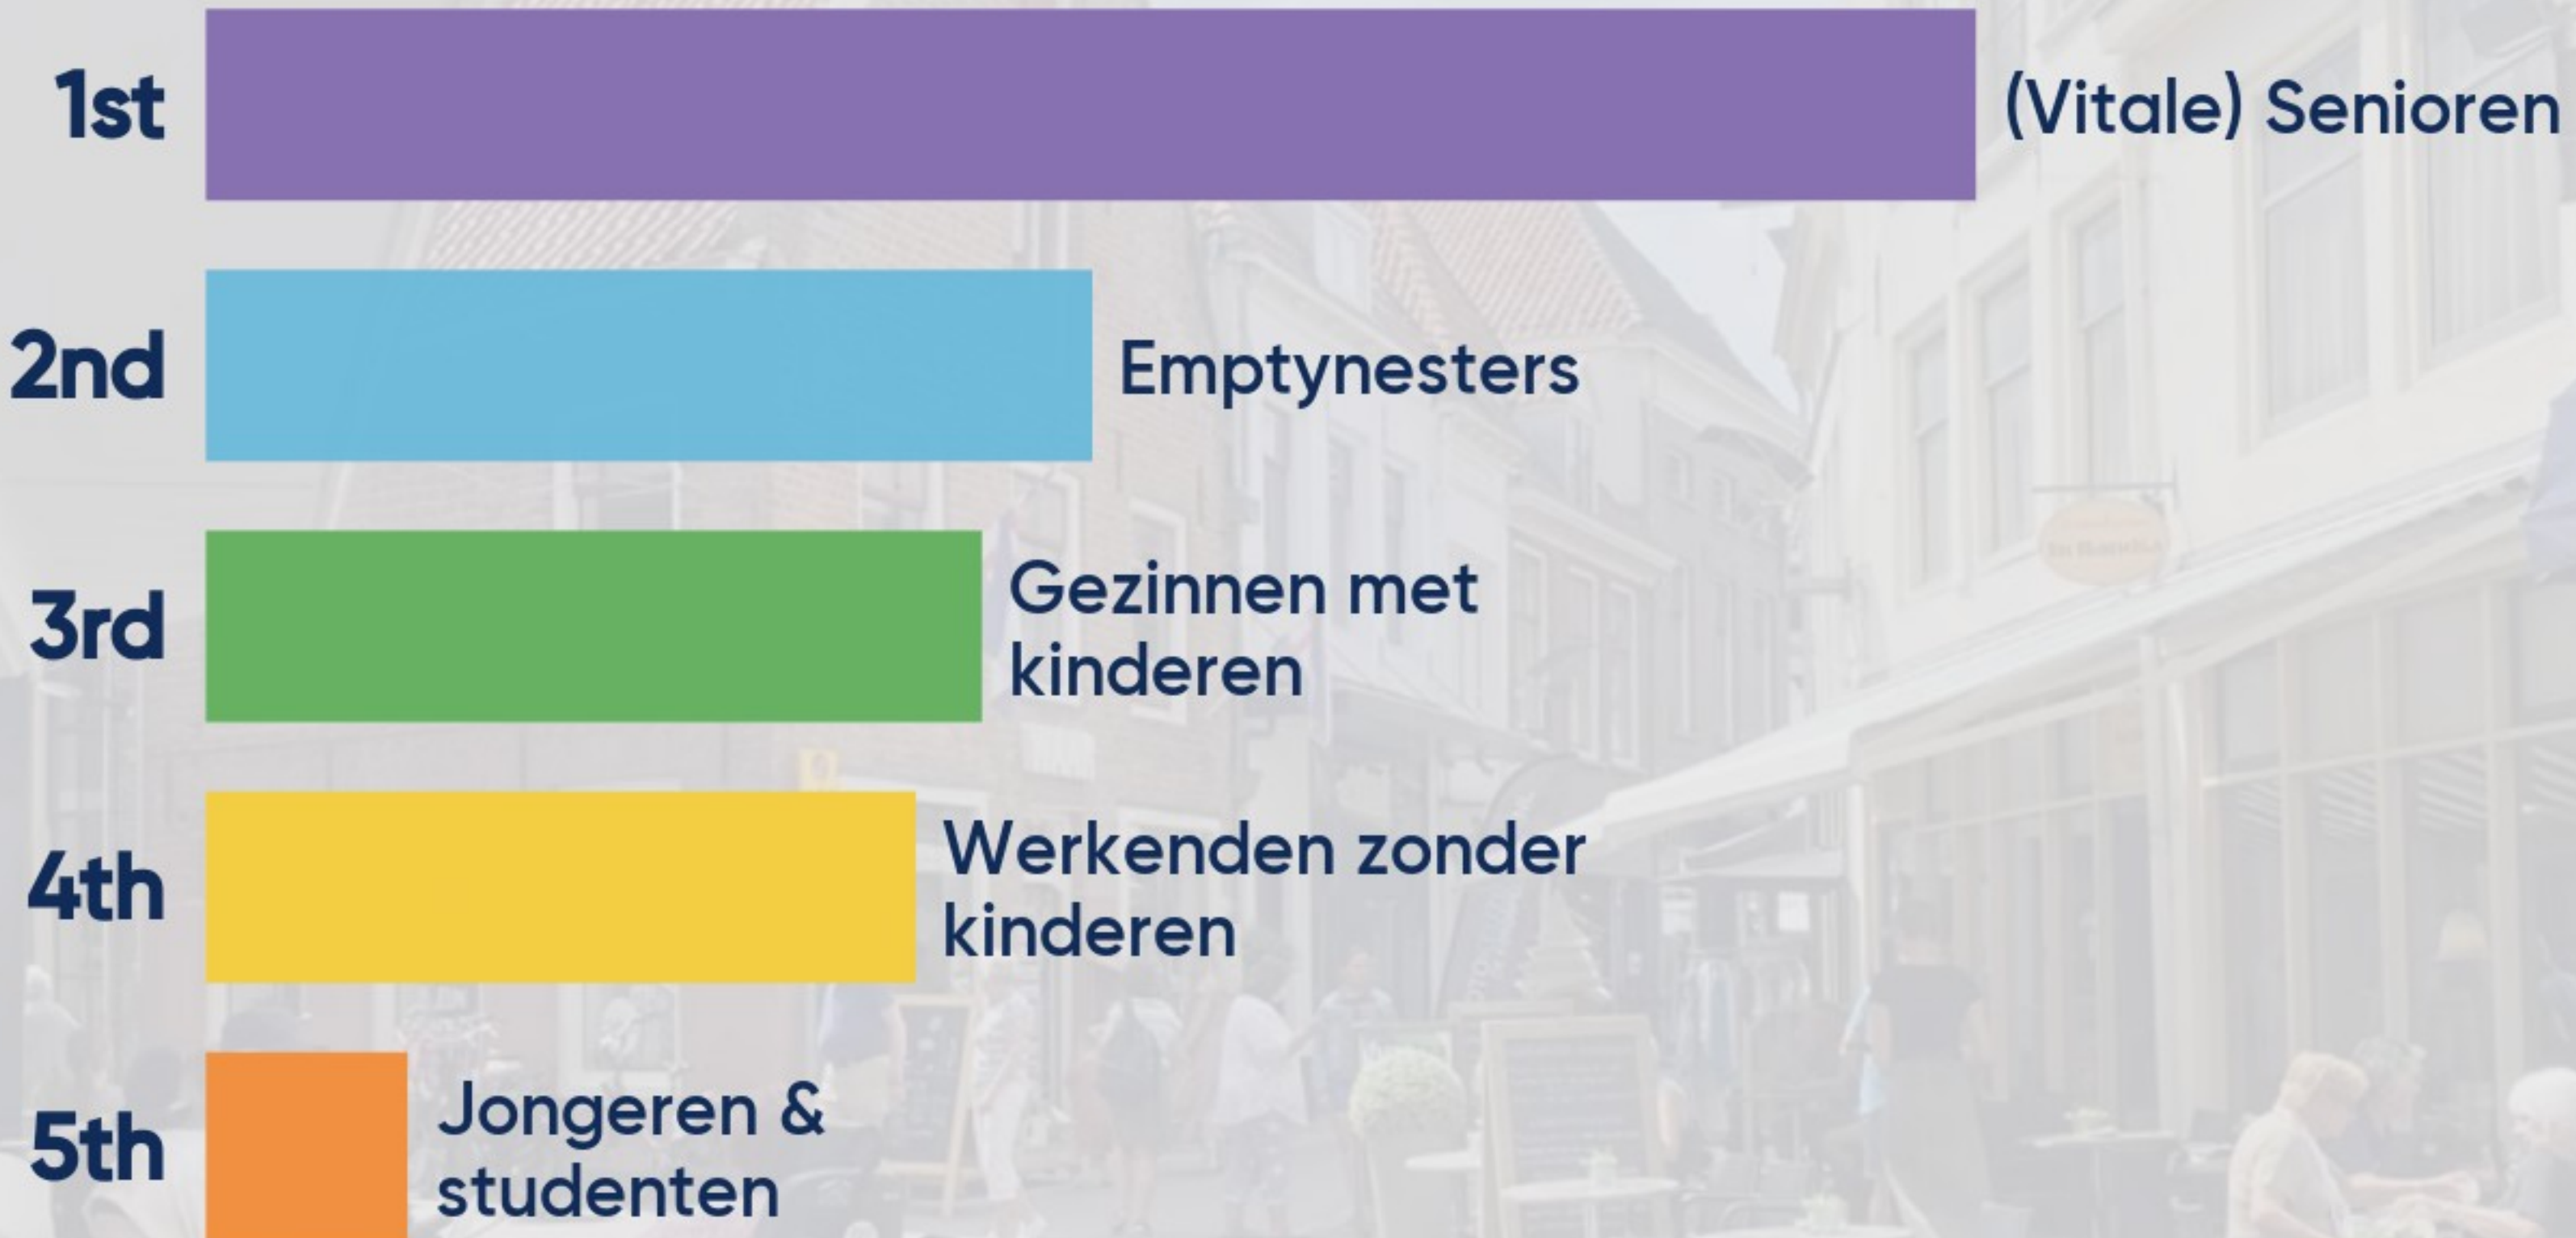 1st
(Vitale) Senioren
2nd
Emptynesters
3rd
Gezinnen met
kinderen
4th
Werkenden zonder
kinderen
5th
Jongeren &
studenten